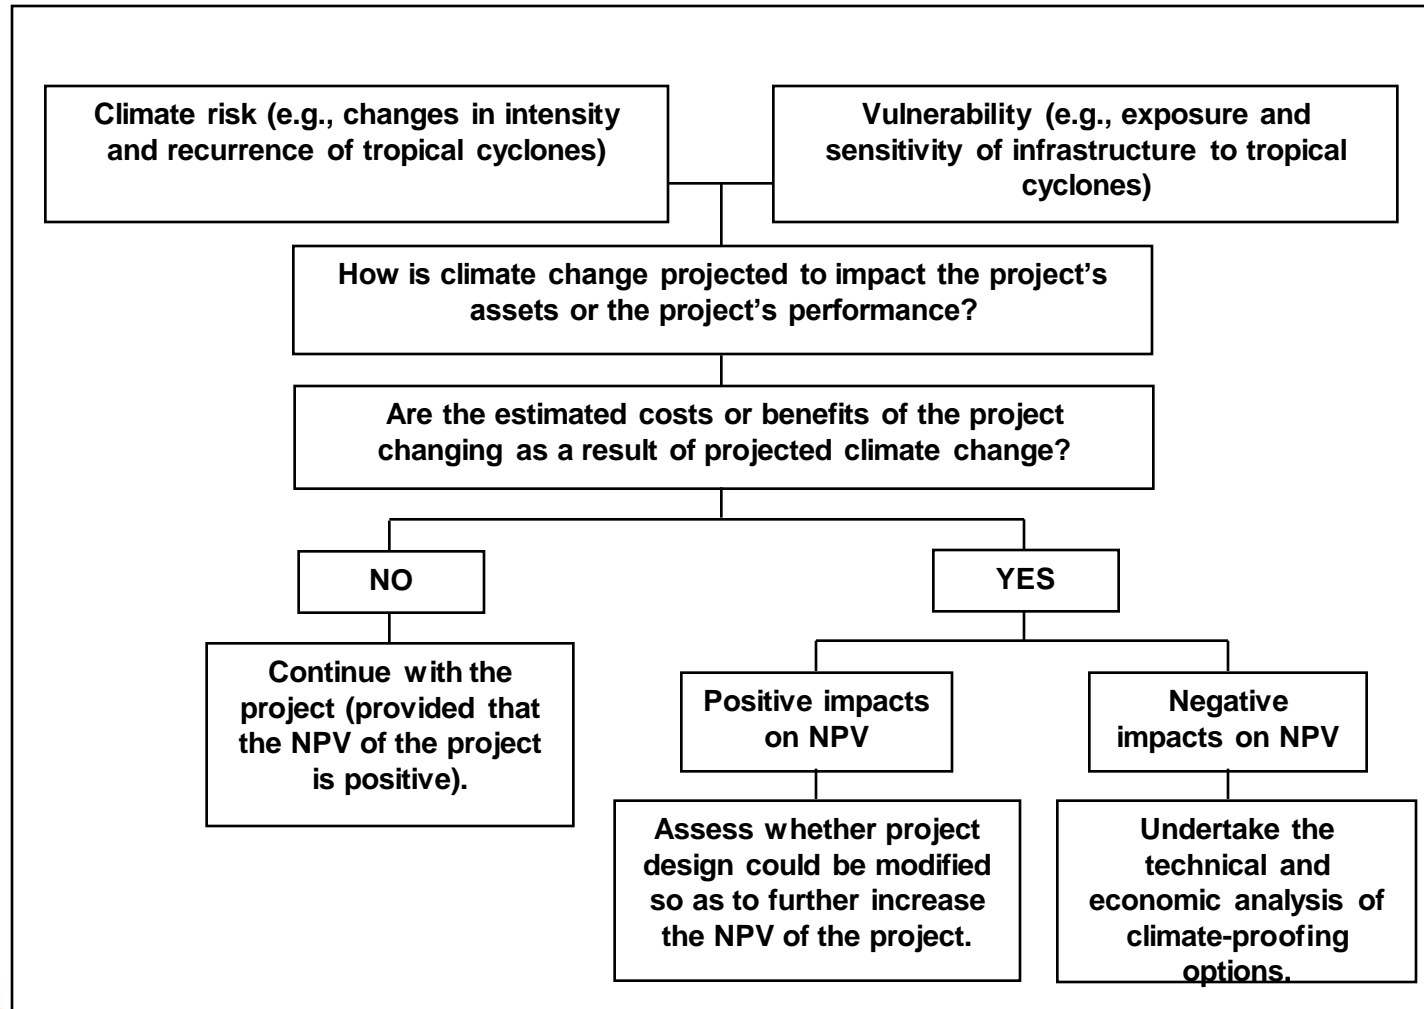 Climate risk (e.g., changes in intensity
and recurrence of tropical cyclones)
Vulnerability (e.g., exposure and
sensitivity of infrastructure to tropical
cyclones)
How is climate change projected to impact the project's
assets or the project's performance?
Are the estimated costs or benefits of the project
changing as a result of projected climate change?
NO
YES
Continue with the
project (provided that
the NPV of the project
is positive).
Positive impacts
on NPV
Negative
impacts on NPV
Assess whether project
design could be modified
so as to further increase
the NPV of the project.
Undertake the
technical and
economic analysis of
climate-proofing
options.